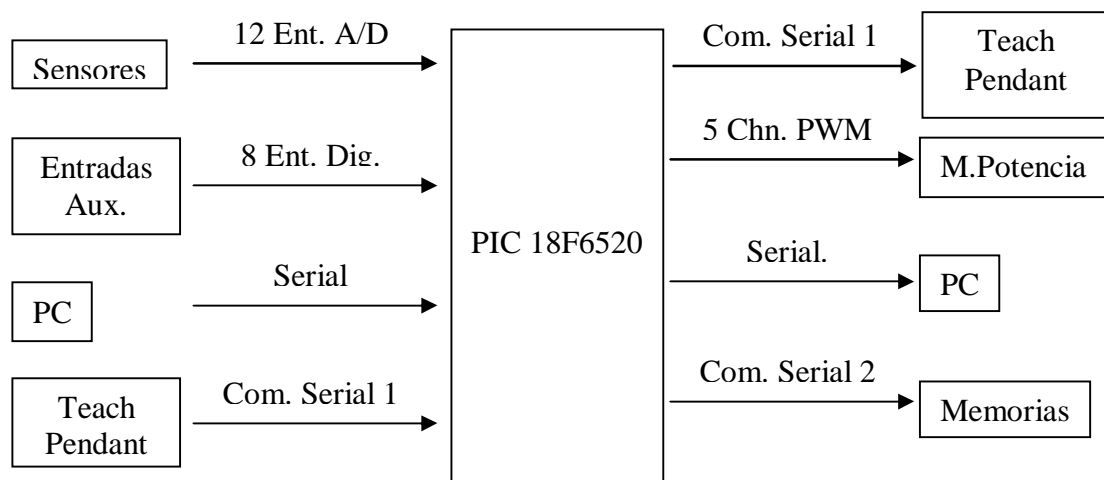 12 Ent. A/D
Sensores
8 Ent. Dig.
Entradas
Aux.
Serial
PC
Com. Serial 1
Teach
Pendant
PIC 18F6520
Com. Serial 1
Teach
Pendant
5 Chn. PWM
M.Potencia
Serial.
PC
Com. Serial 2
Memorias